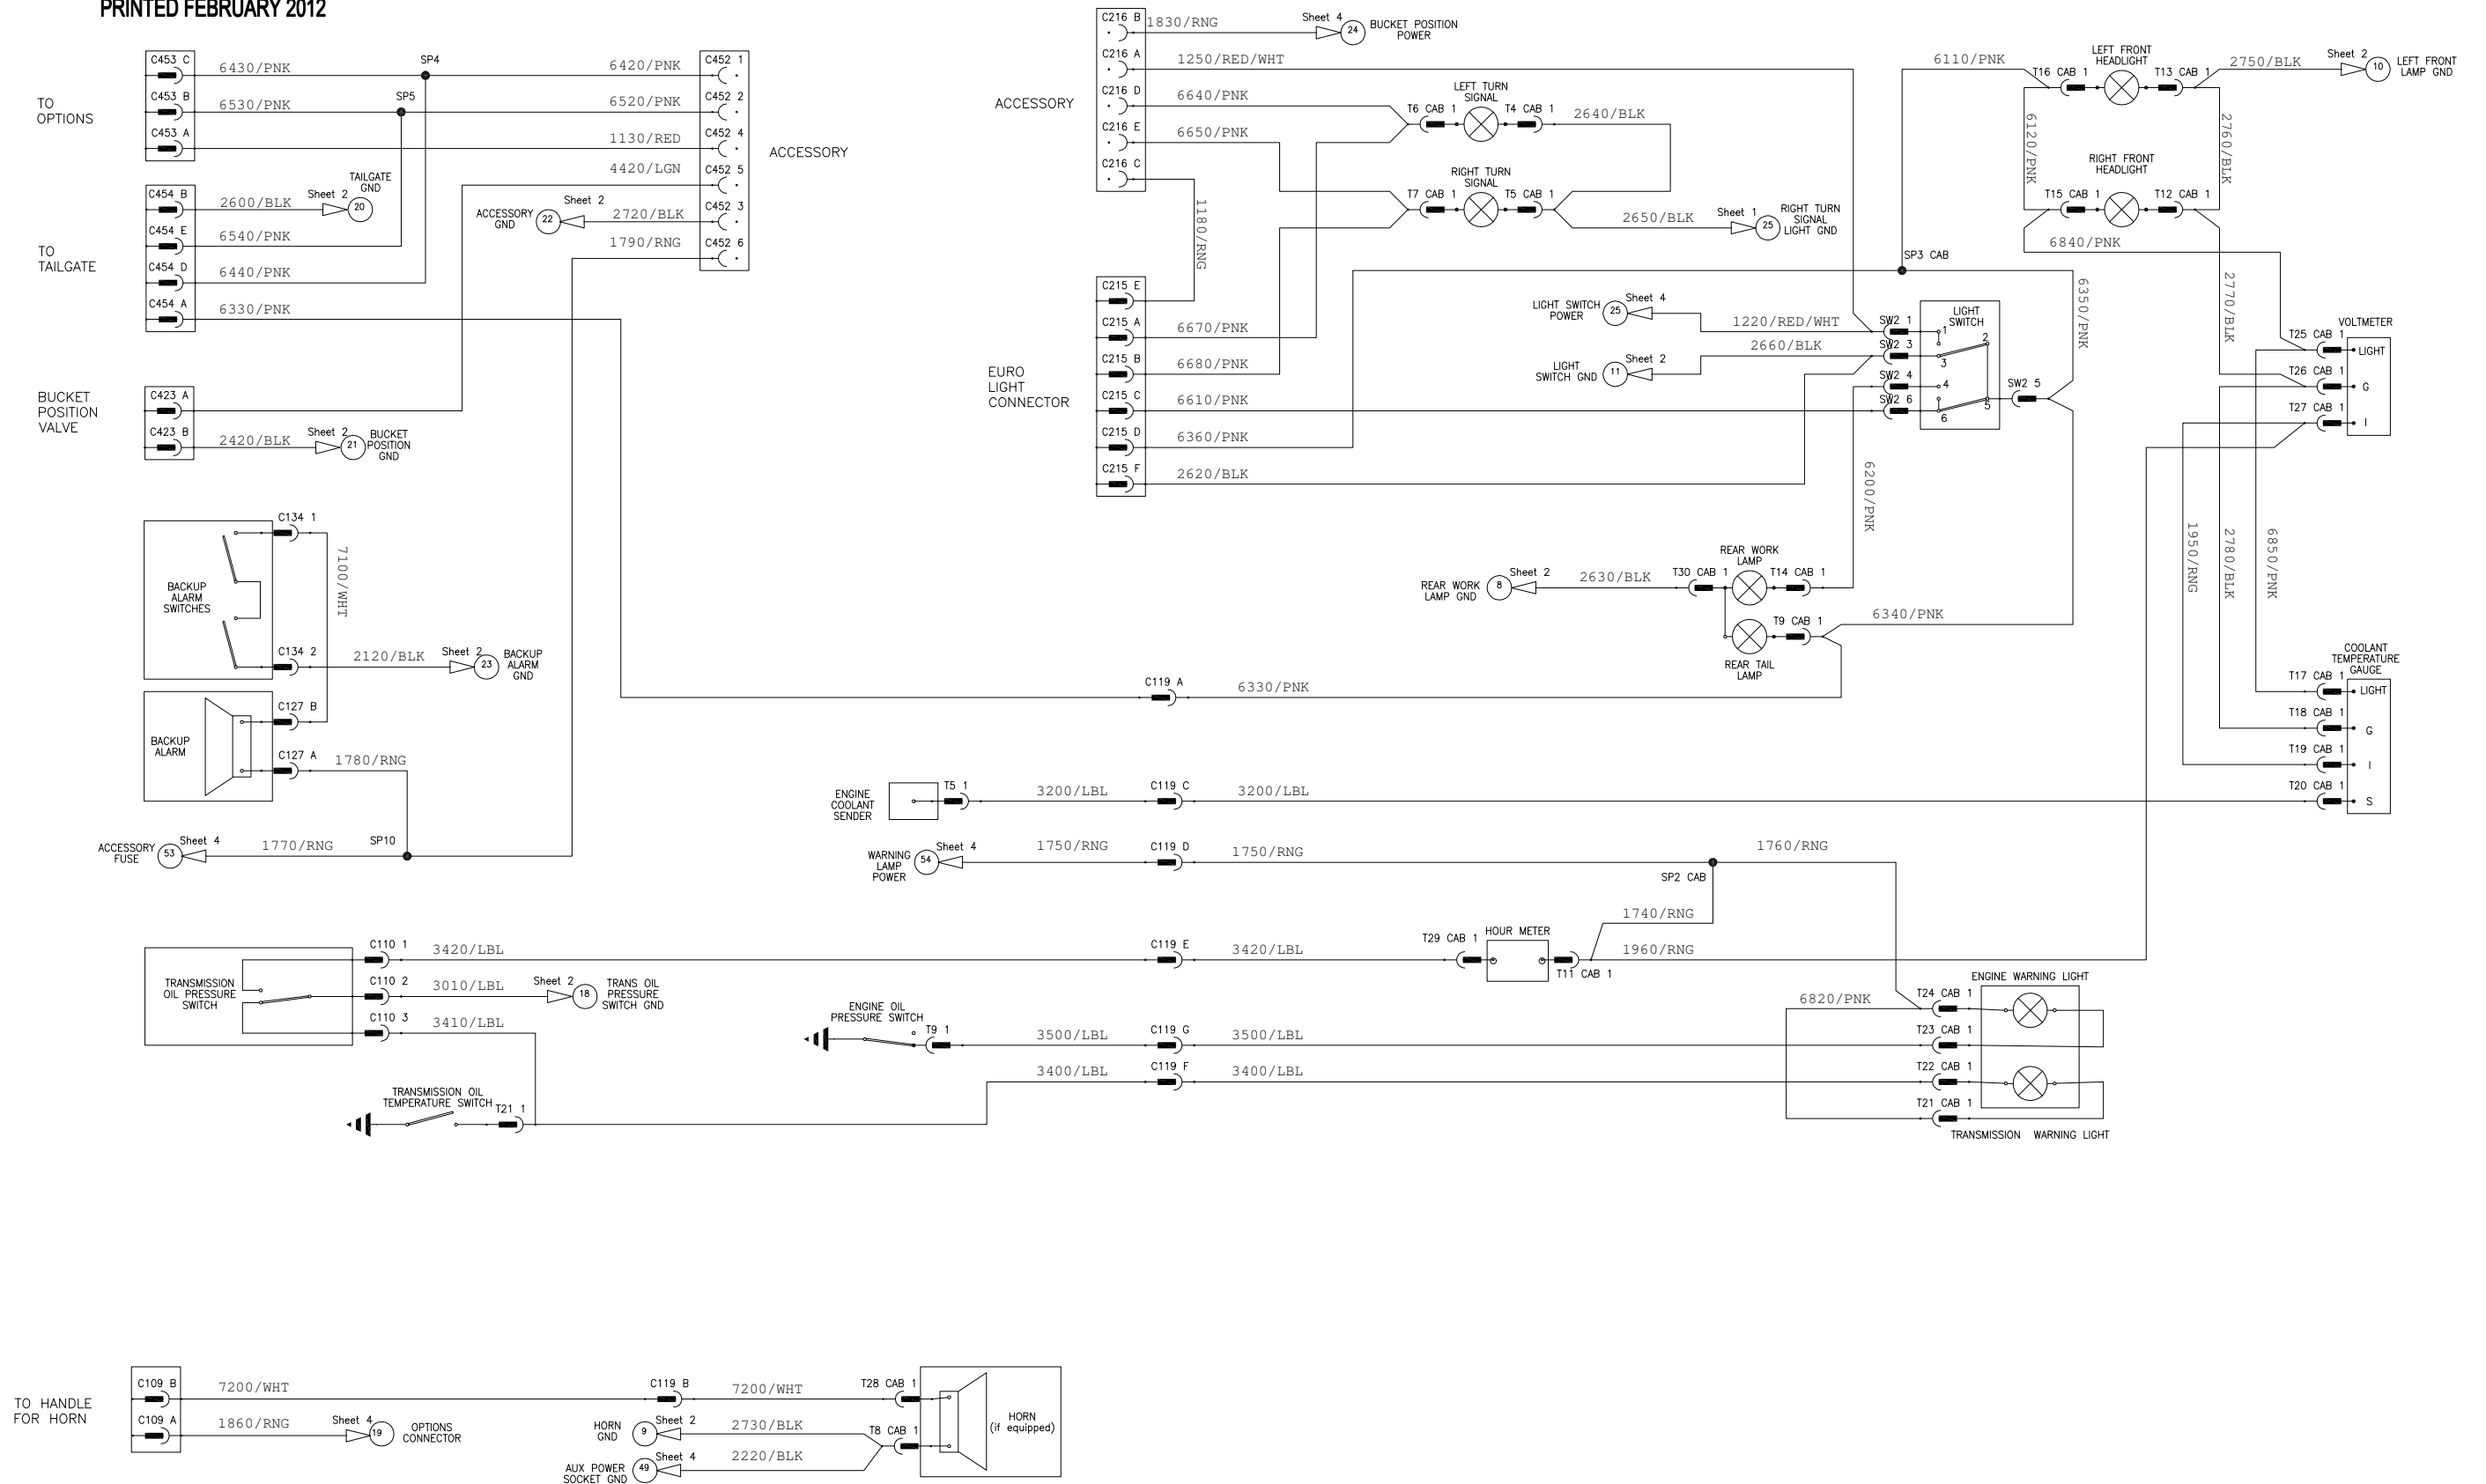 PRINTED FEBRUARY 2012
TO
OPTIONS
C453 C
6430/PNK
SP4
6420/PNK
C452 1
C453 B
6530/PNK
SP5
6520/PNK
C452 2
C453 A
1130/RED
C452 4
4420/LGN
C452 5
ACCESSORY
TO
TAILGATE
C454 B
2600/BLK
Sheet 2
20
TAILGATE
GND
C454 E
6540/PNK
C454 D
6440/PNK
C454 A
6330/PNK
ACCESSORY
GND
22
Sheet 2
2720/BLK
C452 3
1790/RNG
C452 6
BUCKET
POSITION
VALVE
C423 A
C423 B
2420/BLK
Sheet 2
21
BUCKET
POSITION
GND
BACKUP
ALARM
SWITCHES
C134 1
7100/WHT
C134 2
2120/BLK
Sheet 2
23
BACKUP
ALARM
GND
BACKUP
ALARM
C127 B
C127 A
1780/RNG
ACCESSORY
FUSE
53
Sheet 4
1770/RNG
SP10
ACCESSORY
C216 B
1830/RNG
Sheet 4
24
BUCKET POSITION
POWER
C216 A
1250/RED/WHT
C216 D
6640/PNK
C216 E
6650/PNK
C216 C
1180/RNG
LEFT TURN
SIGNAL
T6 CAB 1
T4 CAB 1
2640/BLK
RIGHT TURN
SIGNAL
T7 CAB 1
T5 CAB 1
2650/BLK
Sheet 1
25
RIGHT TURN
SIGNAL
LIGHT GND
EURO
LIGHT
CONNECTOR
C215 E
C215 A
6670/PNK
C215 B
6680/PNK
C215 C
6610/PNK
C215 D
6360/PNK
C215 F
2620/BLK
LIGHT SWITCH
POWER
25
Sheet 4
1220/RED/WHT
LIGHT
SWITCH GND
11
Sheet 2
2660/BLK
SW2 1
SW2 3
SW2 4
SW2 6
LIGHT
SWITCH
1
2
3
4
5
6
SW2 5
SP3 CAB
6350/PNK
6200/PNK
6110/PNK
LEFT FRONT
HEADLIGHT
T16 CAB 1
T13 CAB 1
2750/BLK
Sheet 2
10
LEFT FRONT
LAMP GND
6120/PNK
2760/BLK
RIGHT FRONT
HEADLIGHT
T15 CAB 1
T12 CAB 1
6840/PNK
2770/BLK
VOLTMETER
T25 CAB 1
LIGHT
T26 CAB 1
G
T27 CAB 1
I
1950/RNG
2780/BLK
6850/PNK
REAR WORK
LAMP GND
8
Sheet 2
2630/BLK
T30 CAB 1
REAR WORK
LAMP
T14 CAB 1
T9 CAB 1
6340/PNK
REAR TAIL
LAMP
COOLANT
TEMPERATURE
GAUGE
T17 CAB 1
LIGHT
T18 CAB 1
G
T19 CAB 1
I
T20 CAB 1
S
C119 A
6330/PNK
ENGINE
COOLANT
SENDER
T5 1
3200/LBL
C119 C
3200/LBL
WARNING
LAMP
POWER
54
Sheet 4
1750/RNG
C119 D
1750/RNG
1760/RNG
SP2 CAB
1740/RNG
TRANSMISSION
OIL PRESSURE
SWITCH
C110 1
3420/LBL
C119 E
3420/LBL
T29 CAB 1
HOUR METER
T11 CAB 1
1960/RNG
C110 2
3010/LBL
Sheet 2
18
TRANS OIL
PRESSURE
SWITCH GND
C110 3
3410/LBL
ENGINE OIL
PRESSURE SWITCH
T9 1
3500/LBL
C119 G
3500/LBL
3400/LBL
C119 F
3400/LBL
TRANSMISSION OIL
TEMPERATURE SWITCH
T21 1
ENGINE WARNING LIGHT
6820/PNK
T24 CAB 1
T23 CAB 1
T22 CAB 1
T21 CAB 1
TRANSMISSION WARNING LIGHT
TO HANDLE
FOR HORN
C109 B
7200/WHT
C119 B
7200/WHT
T28 CAB 1
C109 A
1860/RNG
Sheet 4
19
OPTIONS
CONNECTOR
HORN
GND
9
Sheet 2
2730/BLK
T8 CAB 1
AUX POWER
SOCKET GND
49
Sheet 4
2220/BLK
HORN
(if equipped)